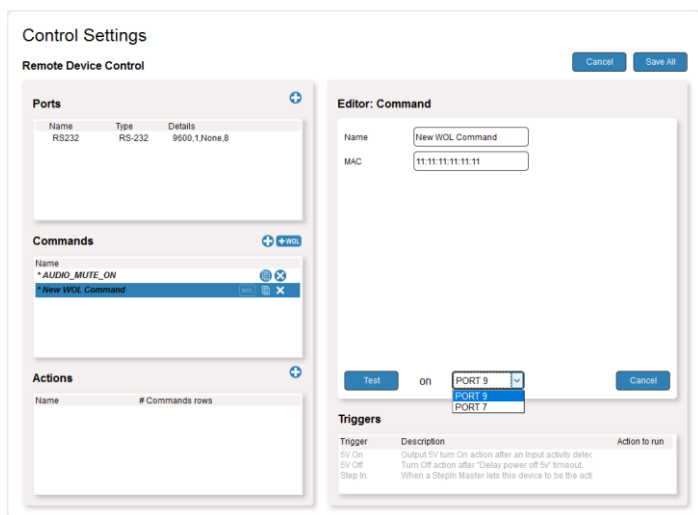 Control Settings
Remote Device Control
Cancel
Save All
Ports
Name Type Details
RS232 RS-232 9600,1,None,8
Commands
+WOL
Name
* AUDIO_MUTE_ON
* New WOL Command
WOL
Actions
Name # Commands rows
Editor: Command
Name New WOL Command
MAC 11:11:11:11:11:11
Test on PORT 9 Cancel
PORT 9
PORT 7
Triggers
Trigger Description Action to run
5V On Output 5V turn On action after an Input activity detec
5V Off Turn Off action after "Delay power off 5v" timeout.
Step In When a StepIn Master lets this device to be the acti